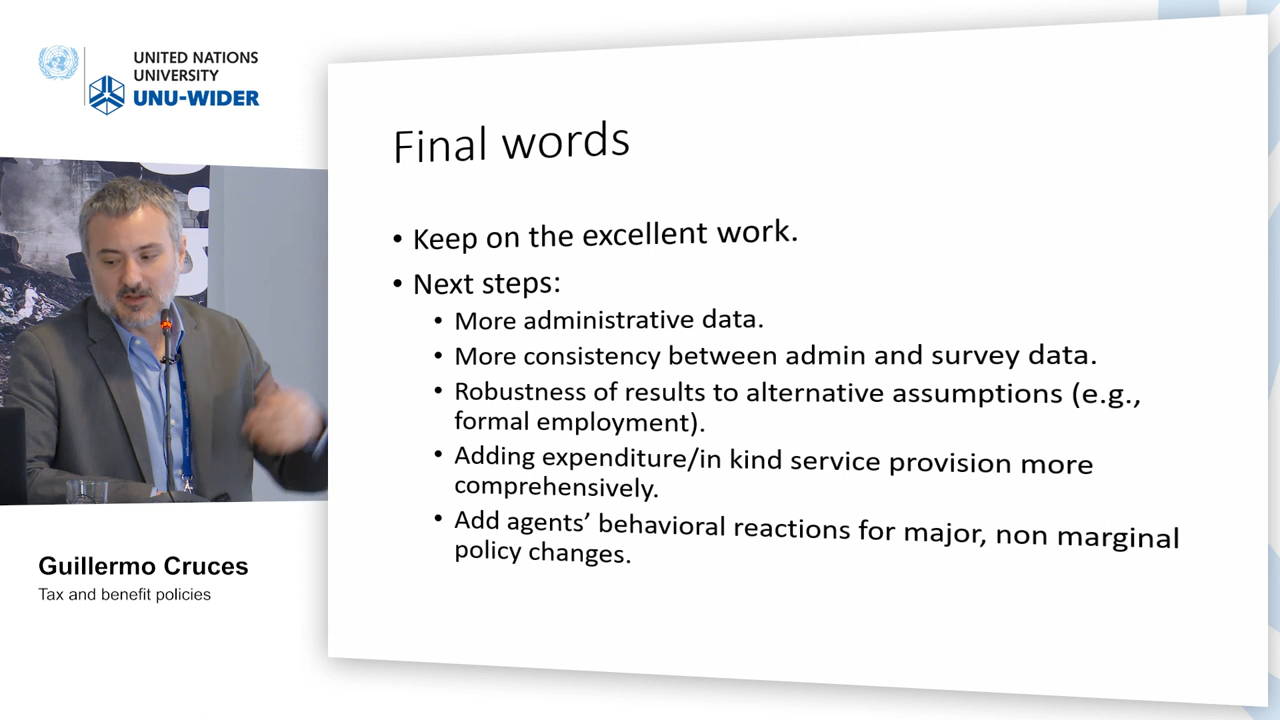 UNITED NATIONS
UNIVERSITY
UNU-WIDER
Final words
• Keep on the excellent work.
• Next steps:
• More administrative data.
• More consistency between admin and survey data.
• Robustness of results to alternative assumptions (e.g.,
formal employment).
• Adding expenditure/in kind service provision more
comprehensively.
• Add agents’ behavioral reactions for major, non marginal
policy changes.
Guillermo Cruces
Tax and benefit policies